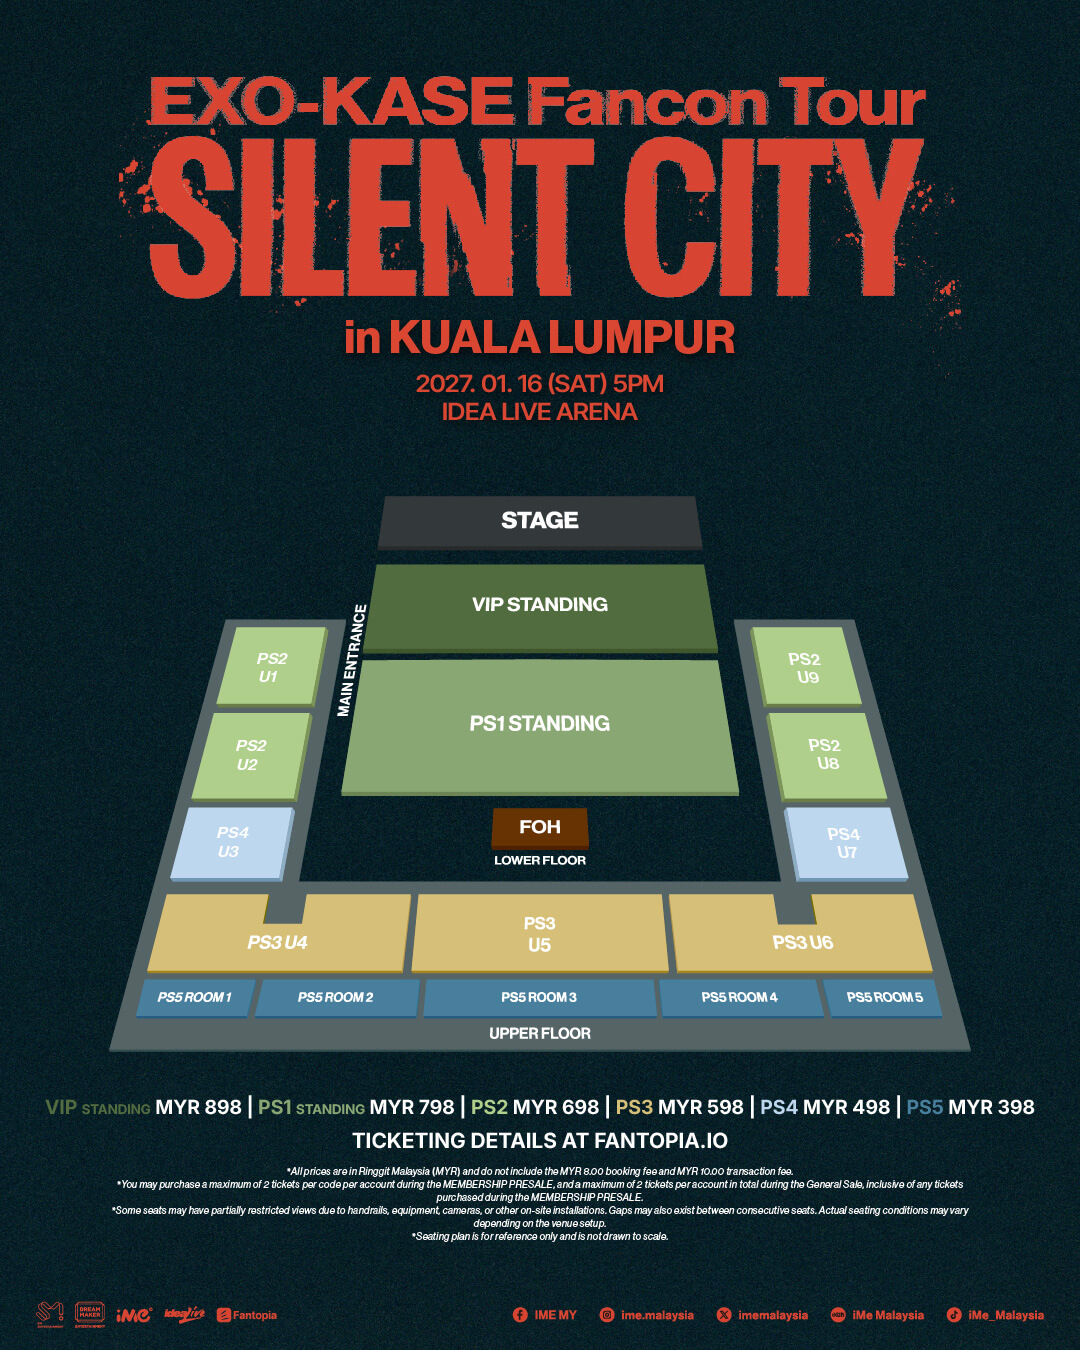 EXO-KASE Fancon Tour
SILENT CITY
in KUALA LUMPUR
2027. 01. 16 (SAT) 5PM
IDEA LIVE ARENA
STAGE
VIP STANDING
MAIN ENTRANCE
PS1 STANDING
PS2
U1
PS2
U9
PS2
U2
PS2
U8
PS4
U3
PS4
U7
FOH
LOWER FLOOR
PS3 U4
PS3
U5
PS3 U6
PS5 ROOM 1
PS5 ROOM 2
PS5 ROOM 3
PS5 ROOM 4
PS5 ROOM 5
UPPER FLOOR
VIP STANDING MYR 898 | PS1 STANDING MYR 798 | PS2 MYR 698 | PS3 MYR 598 | PS4 MYR 498 | PS5 MYR 398
TICKETING DETAILS AT FANTOPIA.IO
*All prices are in Ringgit Malaysia (MYR) and do not include the MYR 8.00 booking fee and MYR 10.00 transaction fee.
*You may purchase a maximum of 2 tickets per code per account during the MEMBERSHIP PRESALE, and a maximum of 2 tickets per account in total during the General Sale, inclusive of any tickets
purchased during the MEMBERSHIP PRESALE.
*Some seats may have partially restricted views due to handrails, equipment, cameras, or other on-site installations. Gaps may also exist between consecutive seats. Actual seating conditions may vary
depending on the venue setup.
*Seating plan is for reference only and is not drawn to scale.
SM ENTERTAINMENT
DREAM MAKER ENTERTAINMENT
iMe
idealive
Fantopia
IME MY
ime.malaysia
imemalaysia
iMe Malaysia
iMe_Malaysia